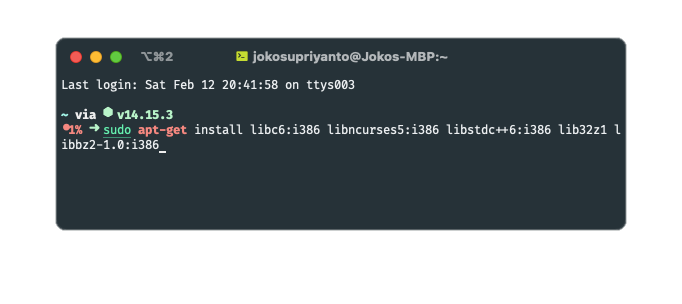 ⌥⌘2 jokosupriyanto@Jokos-MBP:~
Last login: Sat Feb 12 20:41:58 on ttys003
~ via ⬢ v14.15.3
1% ➜ sudo apt-get install libc6:i386 libncurses5:i386 libstdc++6:i386 lib32z1 l
ibbz2-1.0:i386_